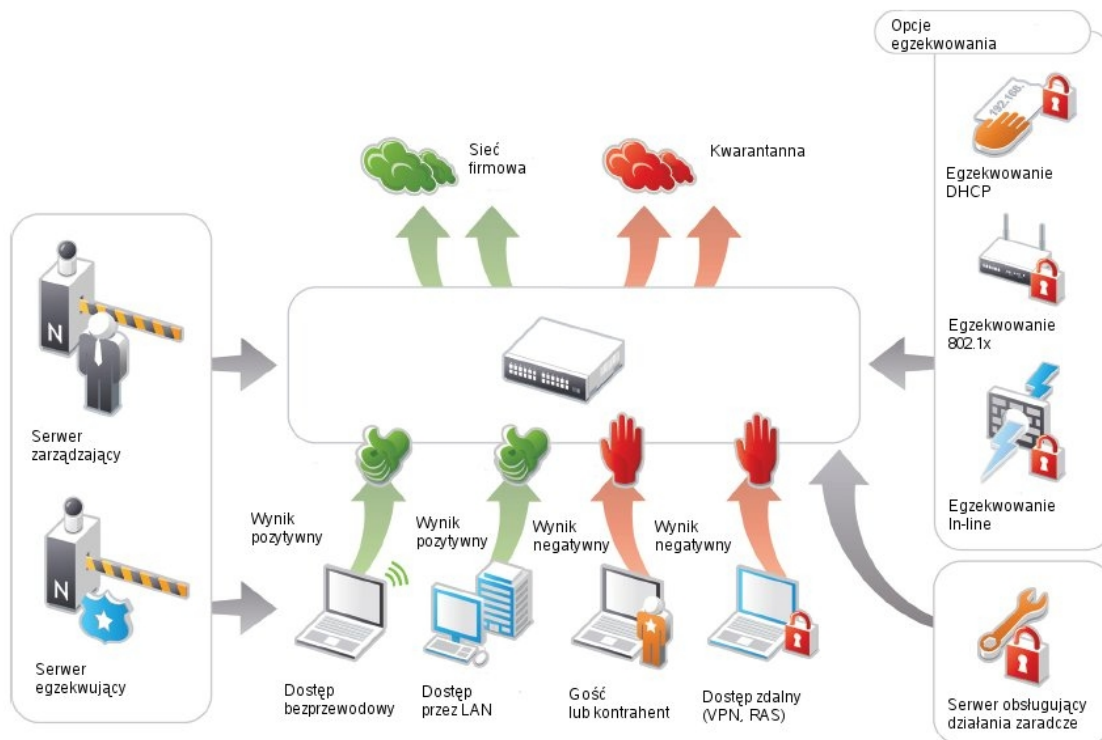 Opcje
egzekwowania
192.168.
Egzekwowanie
DHCP
Egzekwowanie
802.1x
Egzekwowanie
In-line
Sieć
firmowa
Kwarantanna
N
Serwer
zarządzający
N
Serwer
egzekwujący
Wynik
pozytywny
Wynik
pozytywny
Wynik
negatywny
Wynik
negatywny
Dostęp
bezprzewodowy
Dostęp
przez LAN
Gość
lub kontrahent
Dostęp zdalny
(VPN, RAS)
Serwer obsługujący
działania zaradcze